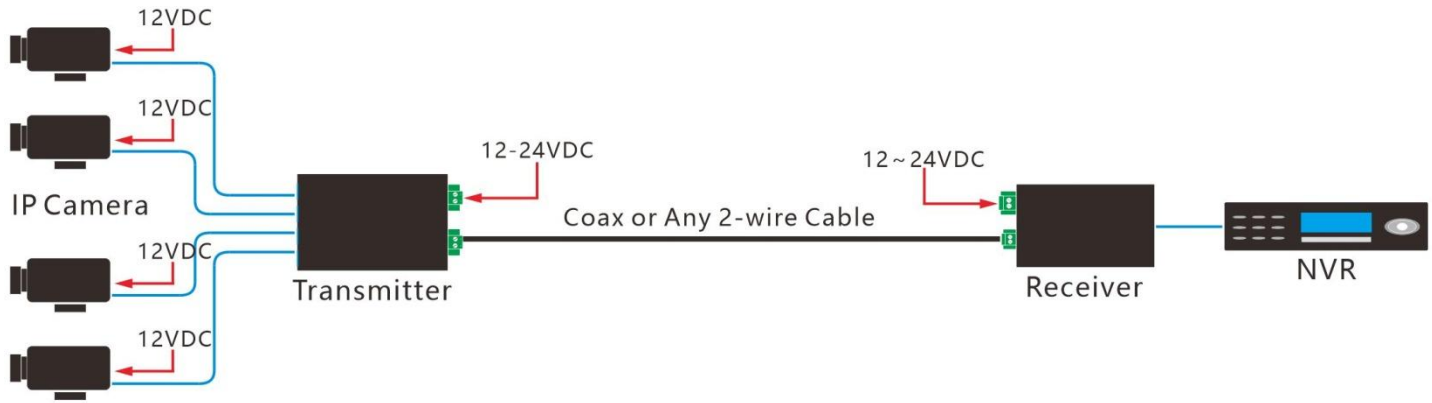 12VDC
12VDC
12-24VDC
12~24VDC
IP Camera
Coax or Any 2-wire Cable
12VDC
Transmitter
Receiver
NVR
12VDC